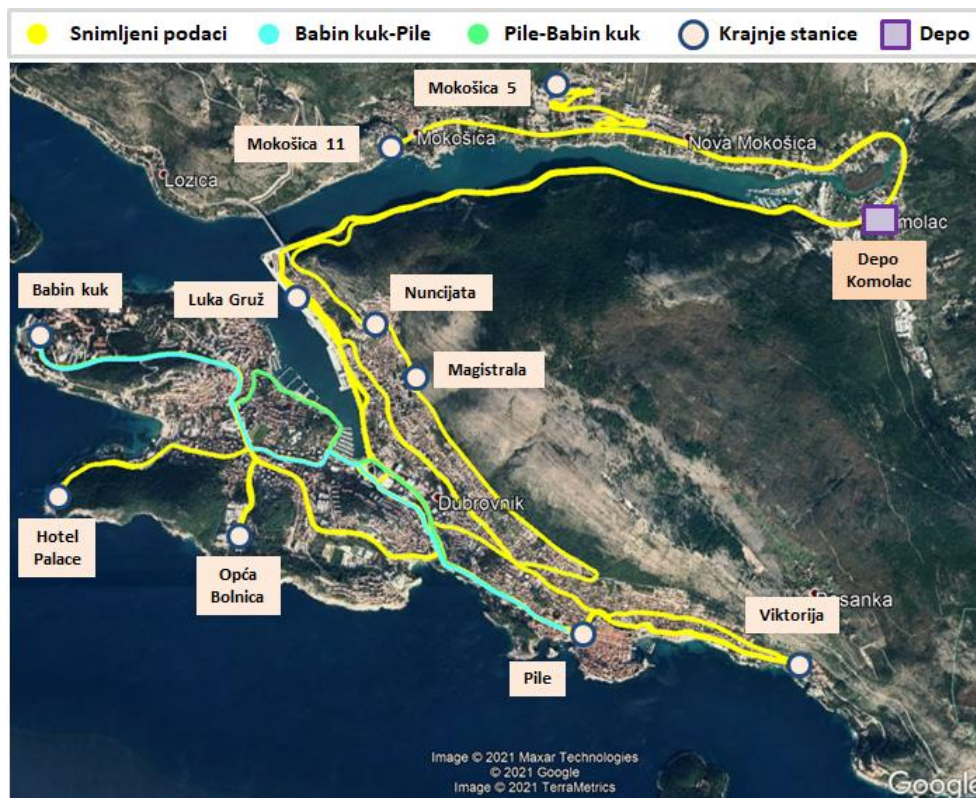 Snimljeni podaci
Babin kuk-Pile
Pile-Babin kuk
Krajnje stanice
Depo
Mokošica 5
Mokošica 11
Mokošica
Nova Mokošica
Lozica
Depo
Komolac
Babin kuk
Luka Gruž
Nuncijata
Magistrala
Dubrovnik
Hotel
Palace
Opća
Bolnica
Viktorija
Pile
Image © 2021 Maxar Technologies
© 2021 Google
Image © 2021 TerraMetrics
Google